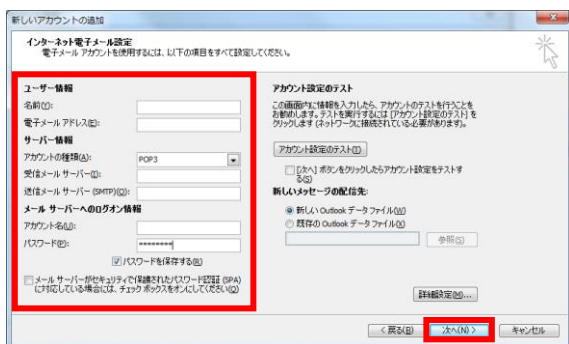 新しいアカウントの追加
インターネット電子メール設定
電子メール アカウントを使用するには、以下の項目をすべて設定してください。
ユーザー情報
名前(Y):
電子メール アドレス(E):
サーバー情報
アカウントの種類(A):
POP3
受信メール サーバー(I):
送信メール サーバー (SMTP)(O):
メール サーバーへのログオン情報
アカウント名(U):
パスワード(P):
********
パスワードを保存する(R)
メール サーバーがセキュリティで保護されたパスワード認証 (SPA)
に対応している場合には、チェック ボックスをオンにしてください(Q)
アカウント設定のテスト
この画面内に情報を入力したら、アカウントのテストを行うことを
お勧めします。テストを実行するには [アカウント設定のテスト] を
クリックします (ネットワークに接続されている必要があります)。
アカウント設定のテスト(T)
[次へ] ボタンをクリックしたらアカウント設定をテストす
る(S)
新しいメッセージの配信先:
新しい Outlook データ ファイル(W)
既存の Outlook データ ファイル(X)
参照(S)
詳細設定(M)...
< 戻る(B)
次へ(N) >
キャンセル